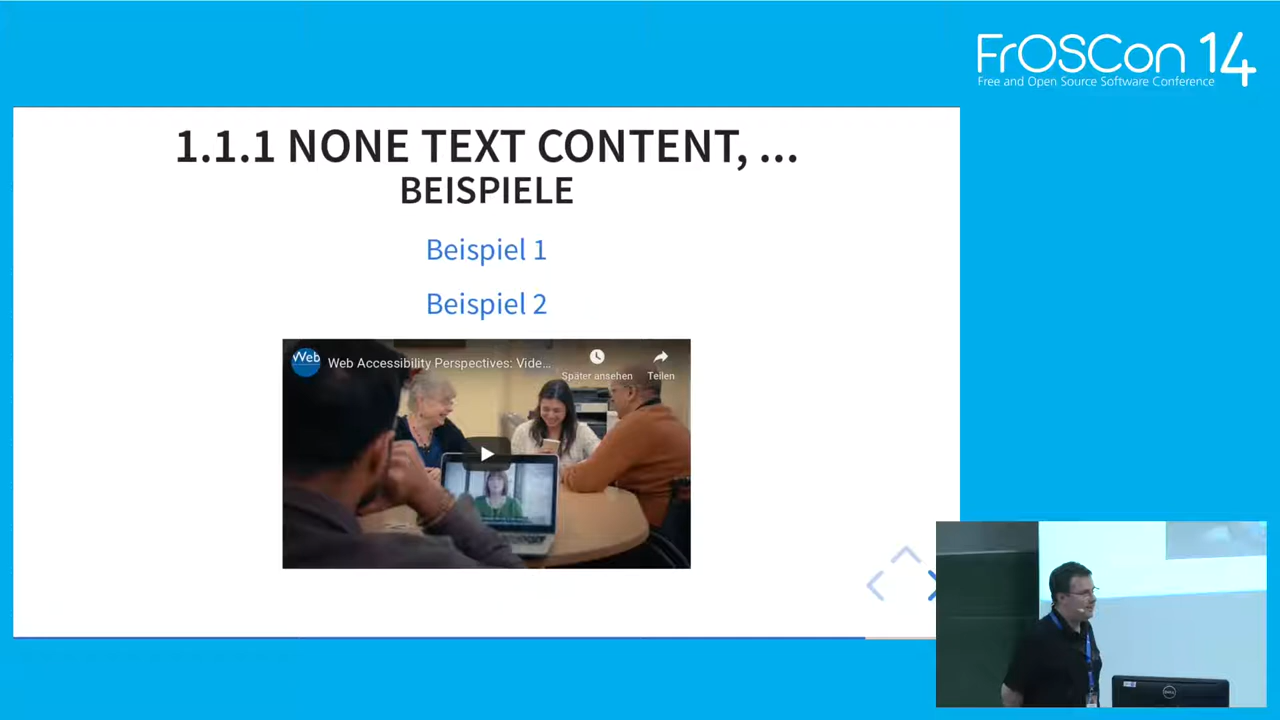 FrOSCon 14
Free and Open Source Software Conference
1.1.1 NONE TEXT CONTENT, ...
BEISPIELE
Beispiel 1
Beispiel 2
Web
Web Accessibility Perspectives: Vide...
Später ansehen
Teilen
DELL